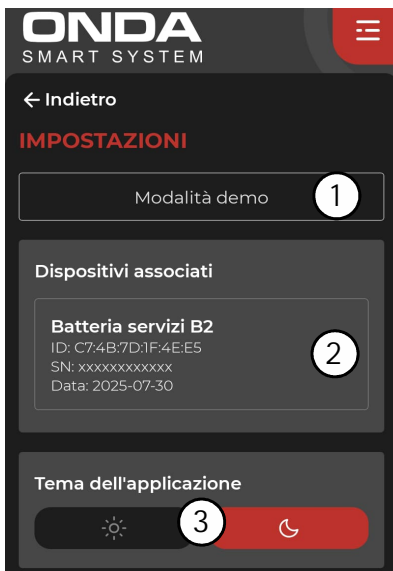 ONDA
SMART SYSTEM
← Indietro
IMPOSTAZIONI
Modalità demo 1
Dispositivi associati
Batteria servizi B2
ID: C7:4B:7D:1F:4E:E5
2
SN: xxxxxxxxxxxx
Data: 2025-07-30
Tema dell'applicazione
3